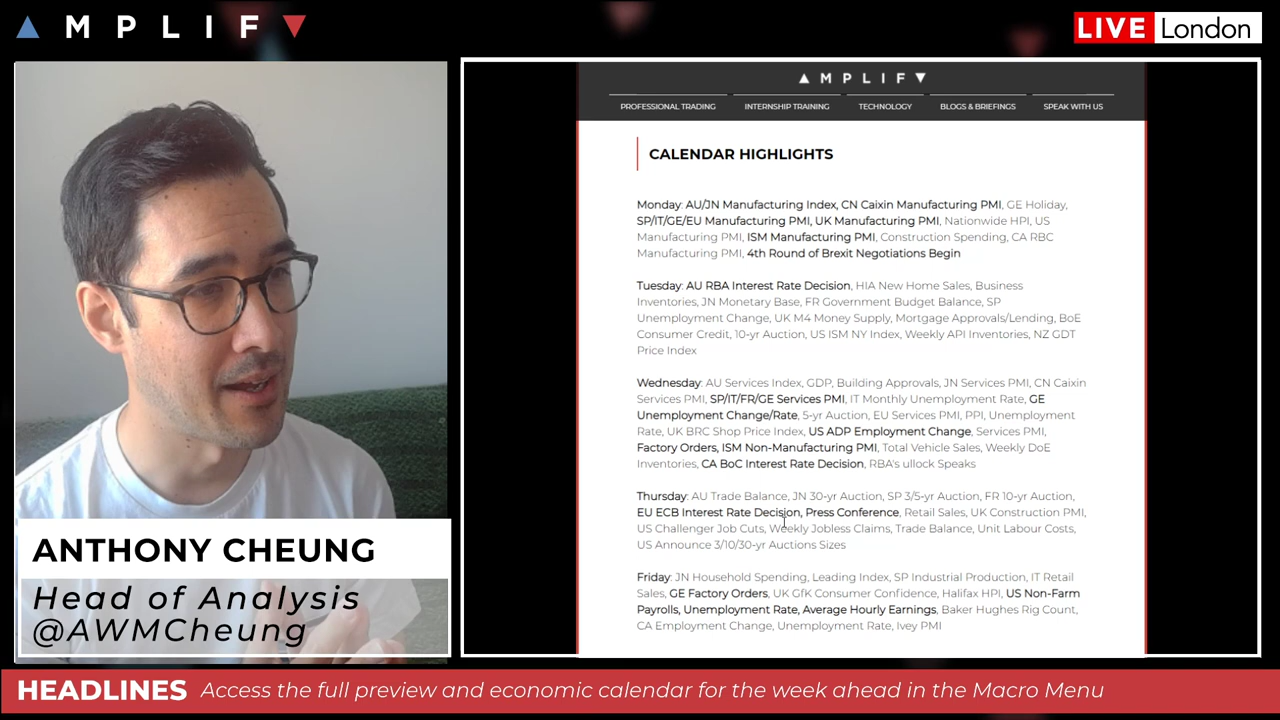 AMPLIFY
LIVE London
AMPLIFY
PROFESSIONAL TRADING INTERNSHIP TRAINING TECHNOLOGY BLOGS & BRIEFINGS SPEAK WITH US
CALENDAR HIGHLIGHTS
Monday: AU/JN Manufacturing Index, CN Caixin Manufacturing PMI, GE Holiday,
SP/IT/GE/EU Manufacturing PMI, UK Manufacturing PMI, Nationwide HPI, US
Manufacturing PMI, ISM Manufacturing PMI, Construction Spending, CA RBC
Manufacturing PMI, 4th Round of Brexit Negotiations Begin
Tuesday: AU RBA Interest Rate Decision, HIA New Home Sales, Business
Inventories, JN Monetary Base, FR Government Budget Balance, SP
Unemployment Change, UK M4 Money Supply, Mortgage Approvals/Lending, BoE
Consumer Credit, 10-yr Auction, US ISM NY Index, Weekly API Inventories, NZ GDT
Price Index
Wednesday: AU Services Index, GDP, Building Approvals, JN Services PMI, CN Caixin
Services PMI, SP/IT/FR/GE Services PMI, IT Monthly Unemployment Rate, GE
Unemployment Change/Rate, 5-yr Auction, EU Services PMI, PPI, Unemployment
Rate, UK BRC Shop Price Index, US ADP Employment Change, Services PMI,
Factory Orders, ISM Non-Manufacturing PMI, Total Vehicle Sales, Weekly DoE
Inventories, CA BoC Interest Rate Decision, RBA's ullock Speaks
Thursday: AU Trade Balance, JN 30-yr Auction, SP 3/5-yr Auction, FR 10-yr Auction,
EU ECB Interest Rate Decision, Press Conference, Retail Sales, UK Construction PMI,
US Challenger Job Cuts, Weekly Jobless Claims, Trade Balance, Unit Labour Costs,
US Announce 3/10/30-yr Auctions Sizes
Friday: JN Household Spending, Leading Index, SP Industrial Production, IT Retail
Sales, GE Factory Orders, UK GfK Consumer Confidence, Halifax HPI, US Non-Farm
Payrolls, Unemployment Rate, Average Hourly Earnings, Baker Hughes Rig Count,
CA Employment Change, Unemployment Rate, Ivey PMI
ANTHONY CHEUNG
Head of Analysis
@AWMCheung
HEADLINES Access the full preview and economic calendar for the week ahead in the Macro Menu